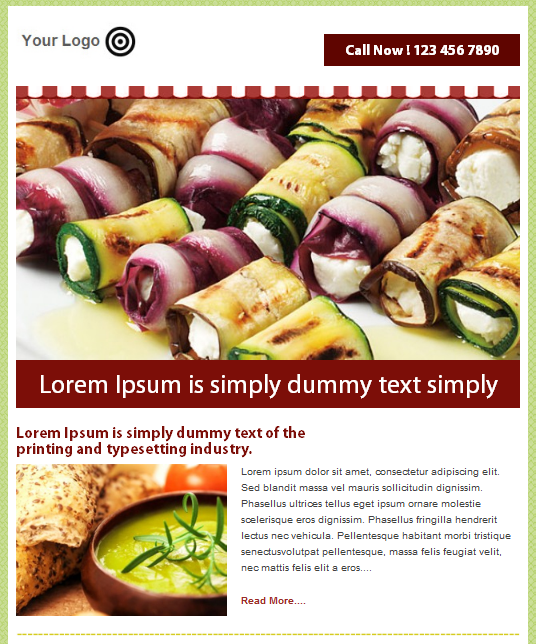 Your Logo
Call Now ! 123 456 7890
Lorem Ipsum is simply dummy text simply
Lorem Ipsum is simply dummy text of the
printing and typesetting industry.
Lorem ipsum dolor sit amet, consectetur adipiscing elit.
Sed blandit massa vel mauris sollicitudin dignissim.
Phasellus ultrices tellus eget ipsum ornare molestie
scelerisque eros dignissim. Phasellus fringilla hendrerit
lectus nec vehicula. Pellentesque habitant morbi tristique
senectusvolutpat pellentesque, massa felis feugiat velit,
nec mattis felis elit a eros....
Read More....